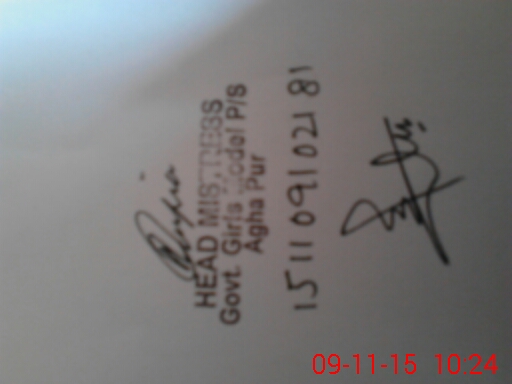 HEAD MISTRESS
Govt. Girls Model P/S
Agha Pur
151109102181
09-11-15 10:24